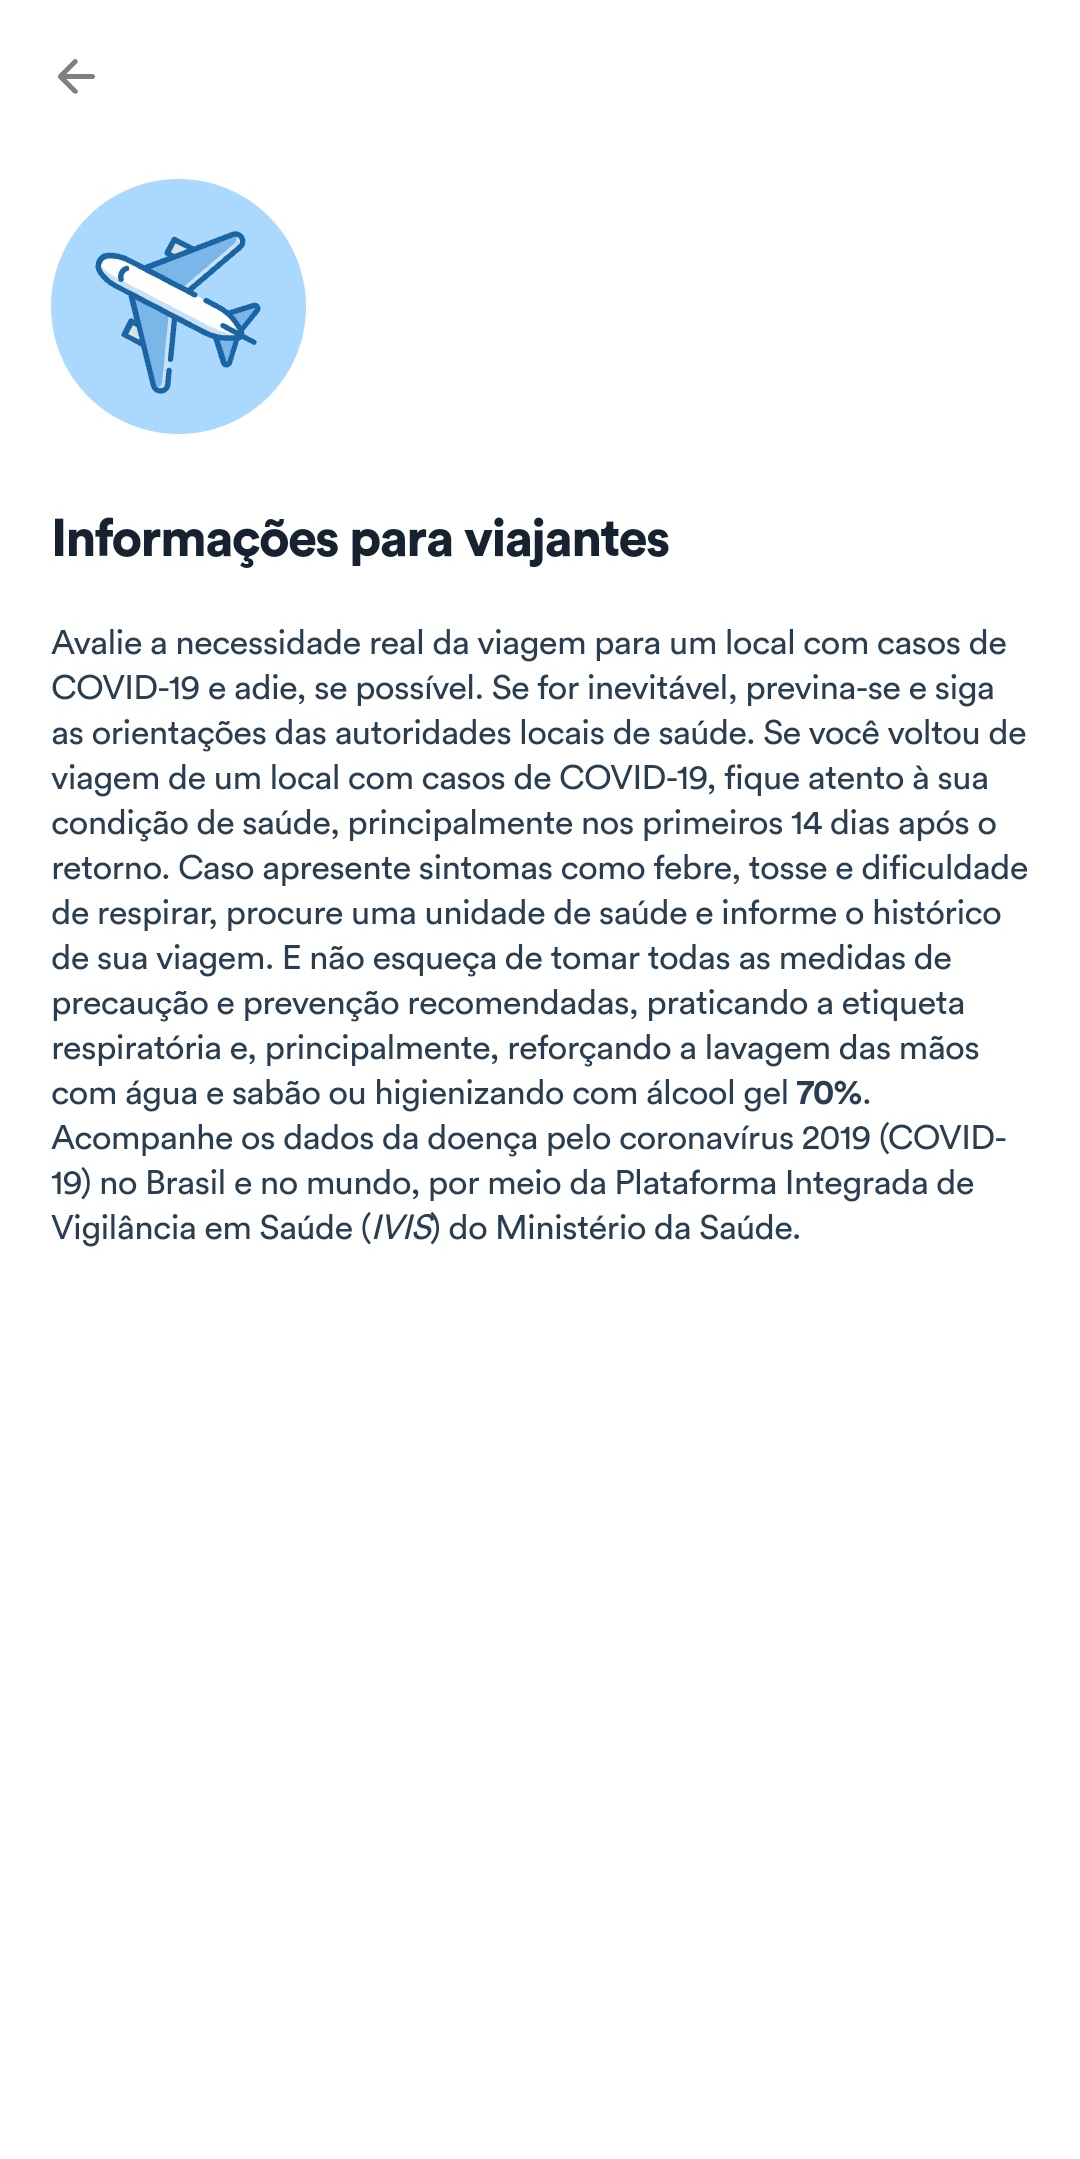 Informações para viajantes
Avalie a necessidade real da viagem para um local com casos de
COVID-19 e adie, se possível. Se for inevitável, previna-se e siga
as orientações das autoridades locais de saúde. Se você voltou de
viagem de um local com casos de COVID-19, fique atento à sua
condição de saúde, principalmente nos primeiros 14 dias após o
retorno. Caso apresente sintomas como febre, tosse e dificuldade
de respirar, procure uma unidade de saúde e informe o histórico
de sua viagem. E não esqueça de tomar todas as medidas de
precaução e prevenção recomendadas, praticando a etiqueta
respiratória e, principalmente, reforçando a lavagem das mãos
com água e sabão ou higienizando com álcool gel 70%.
Acompanhe os dados da doença pelo coronavírus 2019 (COVID-
19) no Brasil e no mundo, por meio da Plataforma Integrada de
Vigilância em Saúde (IVIS) do Ministério da Saúde.